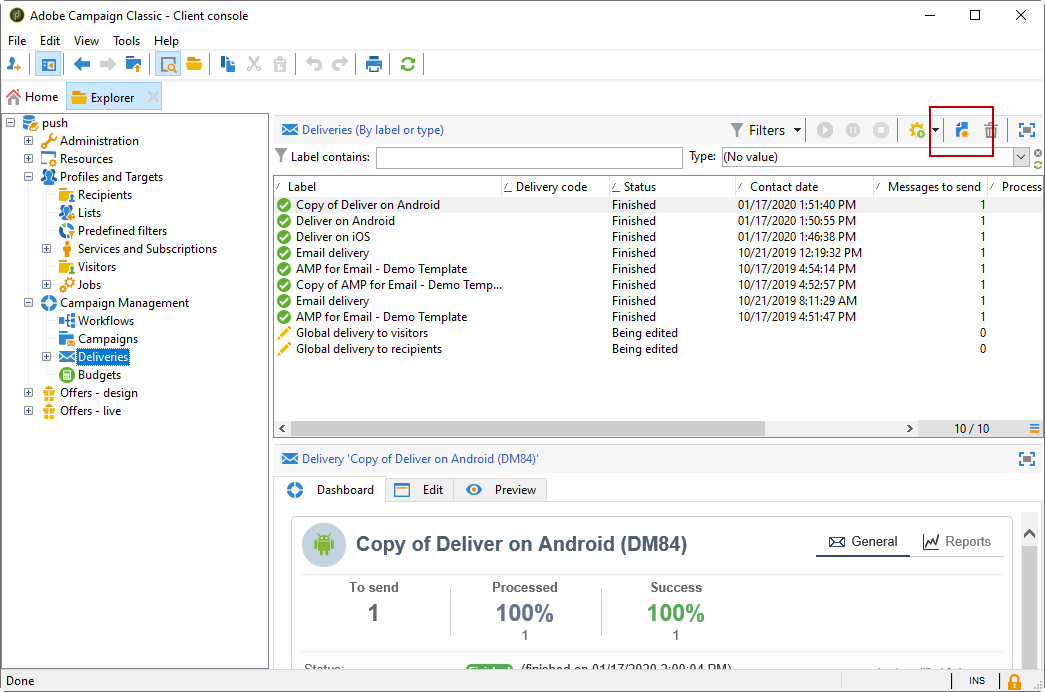 Adobe Campaign Classic - Client console
File Edit View Tools Help
Home Explorer
push
Administration
Resources
Profiles and Targets
Recipients
Lists
Predefined filters
Services and Subscriptions
Visitors
Jobs
Campaign Management
Workflows
Campaigns
Deliveries
Budgets
Offers - design
Offers - live
Deliveries (By label or type) Filters
Label contains: Type: (No value)
Label Delivery code Status Contact date Messages to send Process
Copy of Deliver on Android Finished 01/17/2020 1:51:40 PM 1
Deliver on Android Finished 01/17/2020 1:50:55 PM 1
Deliver on iOS Finished 01/17/2020 1:46:38 PM 1
Email delivery Finished 10/21/2019 12:19:32 PM 1
AMP for Email - Demo Template Finished 10/17/2019 4:54:14 PM 1
Copy of AMP for Email - Demo Temp... Finished 10/17/2019 4:52:57 PM 1
Email delivery Finished 10/21/2019 8:11:29 AM 1
AMP for Email - Demo Template Finished 10/17/2019 4:51:47 PM 1
Global delivery to visitors Being edited 0
Global delivery to recipients Being edited 0
10 / 10
Delivery 'Copy of Deliver on Android (DM84)'
Dashboard Edit Preview
Copy of Deliver on Android (DM84) General Reports
To send Processed Success
1 100% 100%
1 1
Status: Finished (finished on 01/17/2020 2:00:04 PM)
Done INS